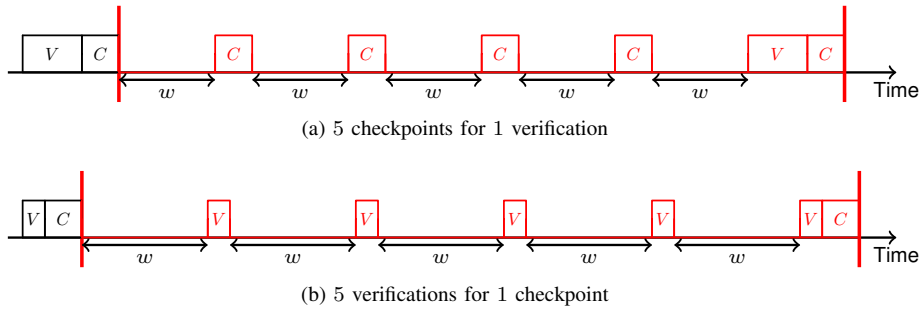 V C C C C C V C
w w w w w
Time
(a) 5 checkpoints for 1 verification
V C V V V V V C
w w w w w
Time
(b) 5 verifications for 1 checkpoint